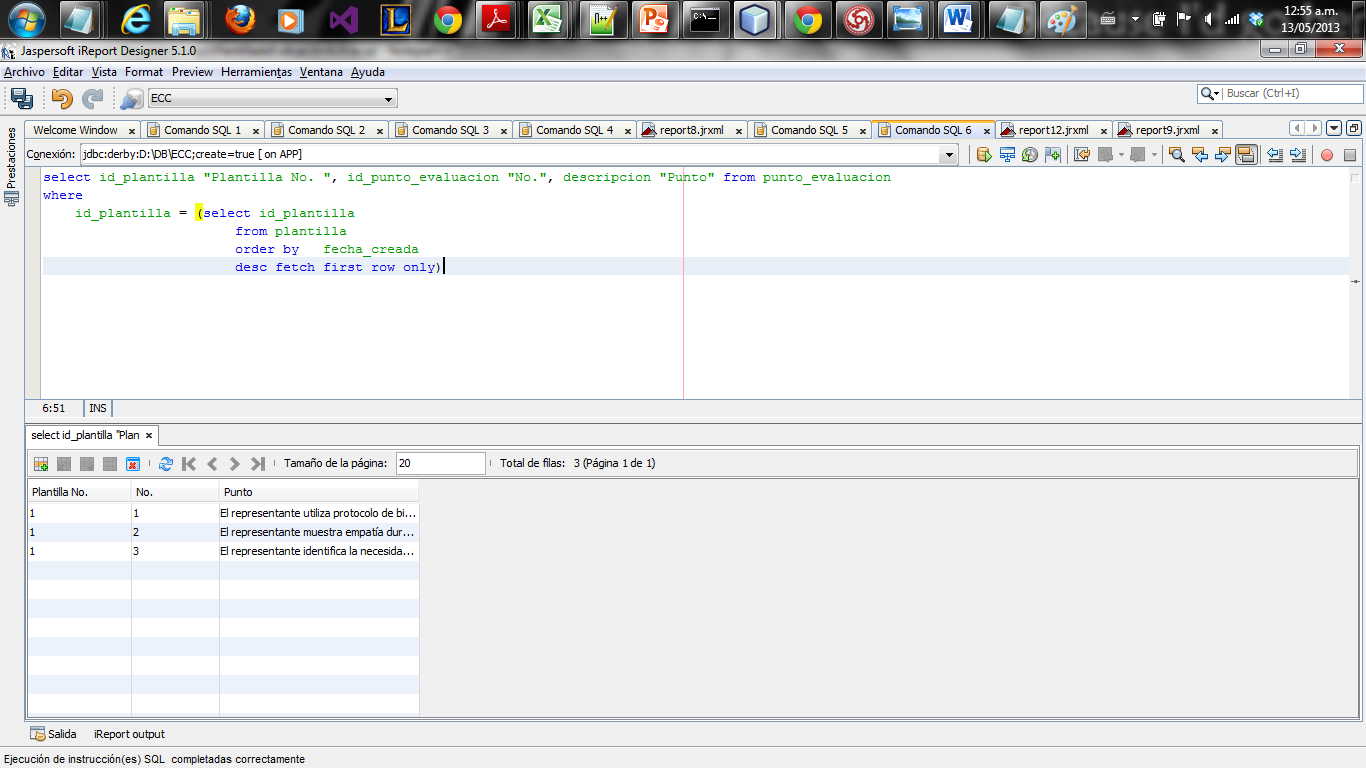 12:55 a.m.
13/05/2013
Jaspersoft iReport Designer 5.1.0
Archivo Editar Vista Format Preview Herramientas Ventana Ayuda
ECC
Buscar (Ctrl+I)
Prestaciones
Welcome Window Comando SQL 1 Comando SQL 2 Comando SQL 3 Comando SQL 4 report8.jrxml Comando SQL 5 Comando SQL 6 report12.jrxml report9.jrxml
Conexión: jdbc:derby:D:\DB\ECC;create=true [ on APP]
select id_plantilla "Plantilla No. ", id_punto_evaluacion "No.", descripcion "Punto" from punto_evaluacion
where
id_plantilla = (select id_plantilla
from plantilla
order by fecha_creada
desc fetch first row only)
6:51 INS
select id_plantilla "Plan
Tamaño de la página: 20 Total de filas: 3 (Página 1 de 1)
Plantilla No. No. Punto
1 1 El representante utiliza protocolo de bi...
1 2 El representante muestra empatía dur...
1 3 El representante identifica la necesida...
Salida iReport output
Ejecución de instrucción(es) SQL completadas correctamente